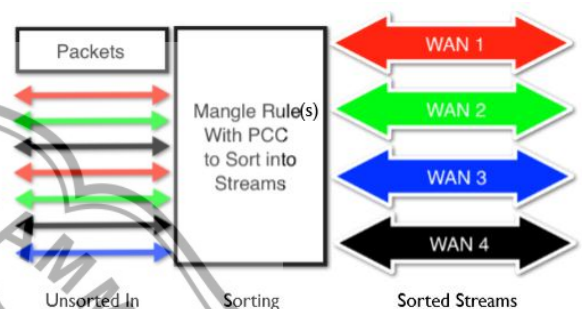 Packets
Mangle Rule(s)
With PCC
to Sort into
Streams
WAN 1
WAN 2
WAN 3
WAN 4
Unsorted In
Sorting
Sorted Streams